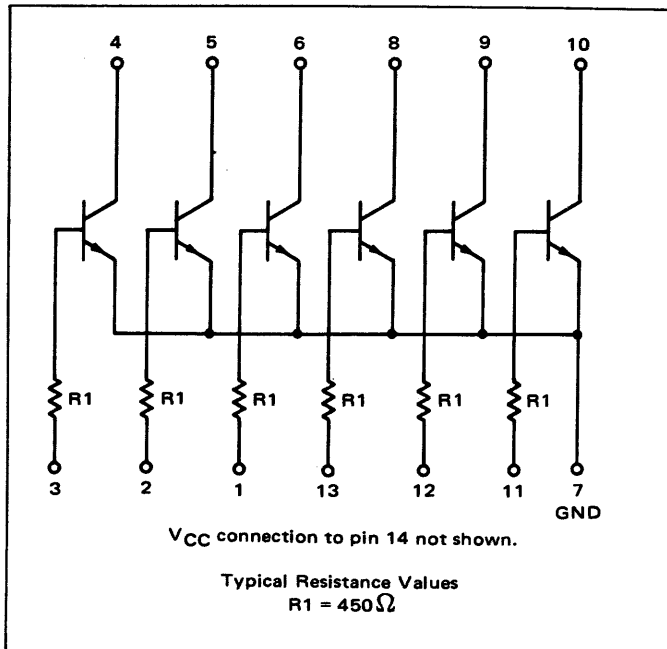 4 5 6 8 9 10
R1 R1 R1 R1 R1 R1
3 2 1 13 12 11 7
GND
VCC connection to pin 14 not shown.
Typical Resistance Values
R1 = 450Ω